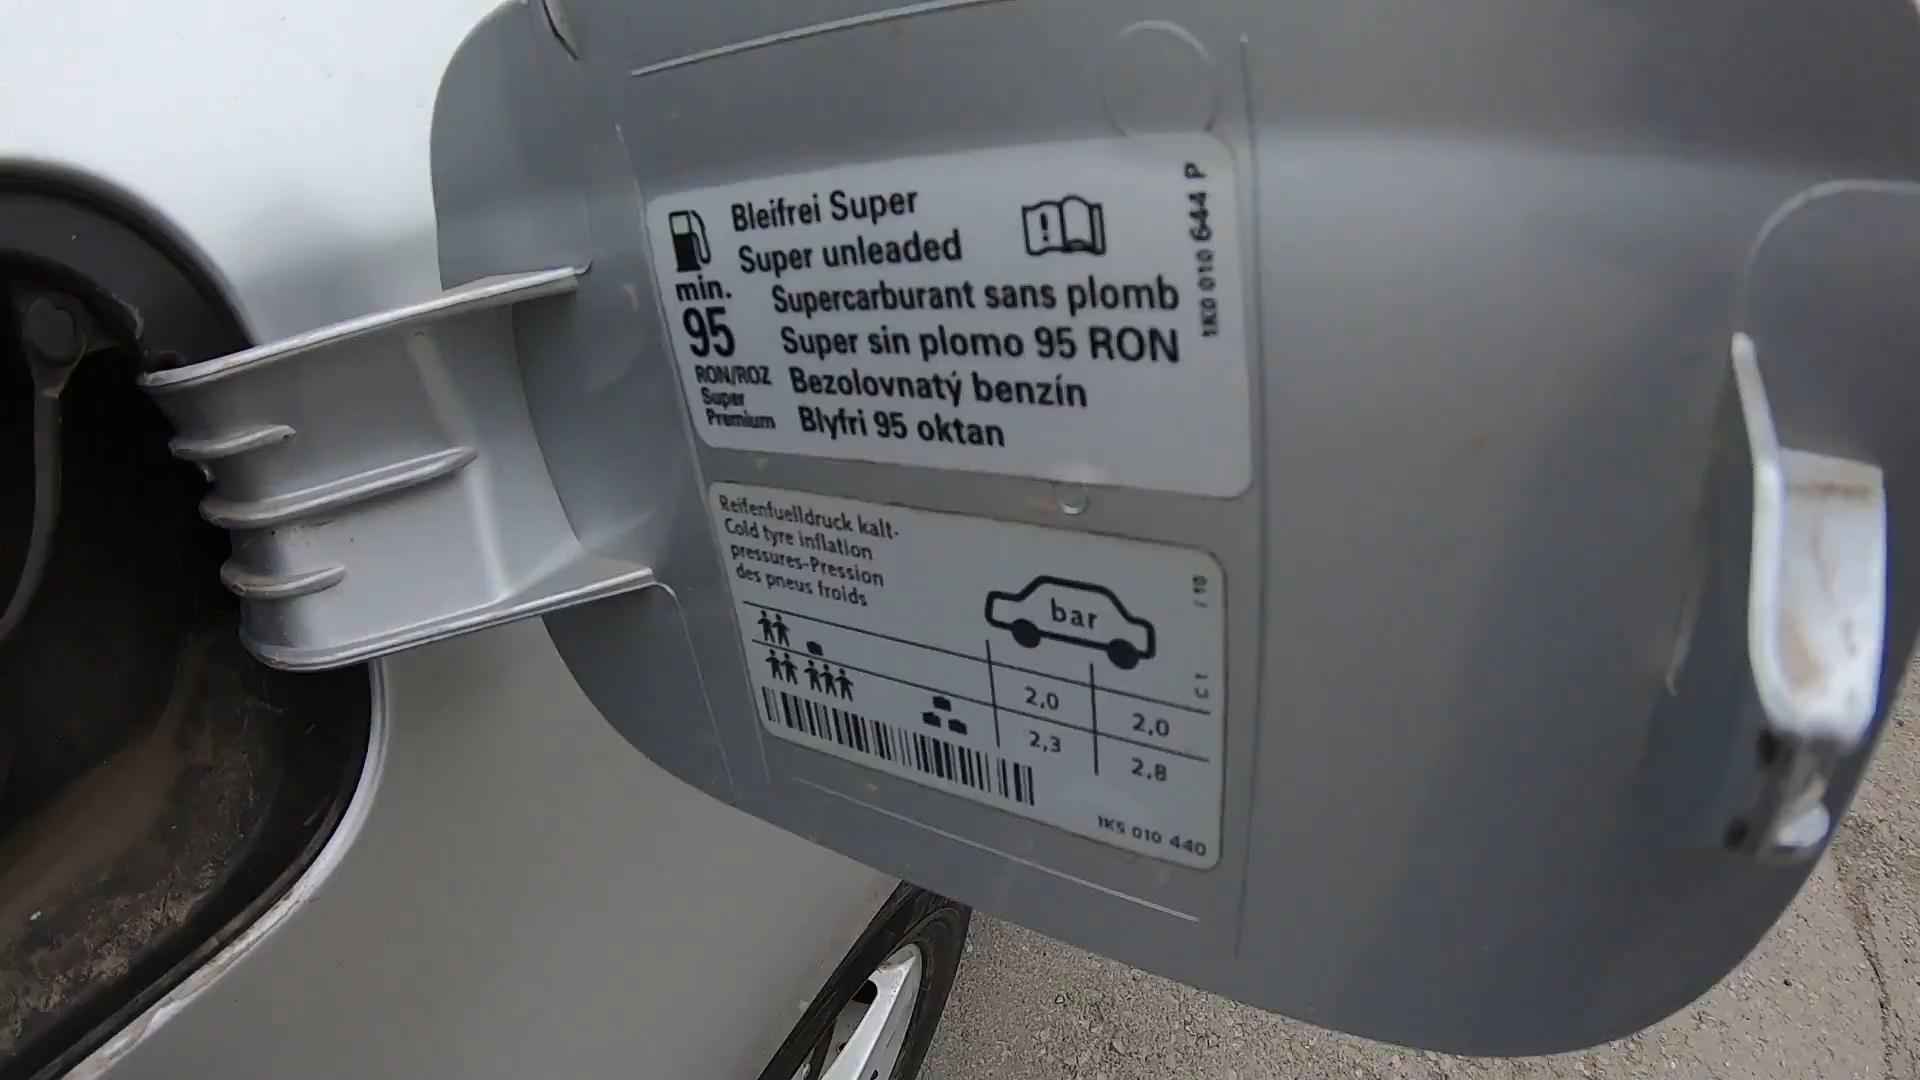 Bleifrei Super
Super unleaded
min.
95
RON/ROZ
Super
Premium
Supercarburant sans plomb
Super sin plomo 95 RON
Bezolovnatý benzín
Blyfri 95 oktan
1K0 010 644 P
Reifenfuelldruck kalt-
Cold tyre inflation
pressures-Pression
des pneus froids
bar
2,0 2,0
2,3 2,8
C1 / 10
1K5 010 440